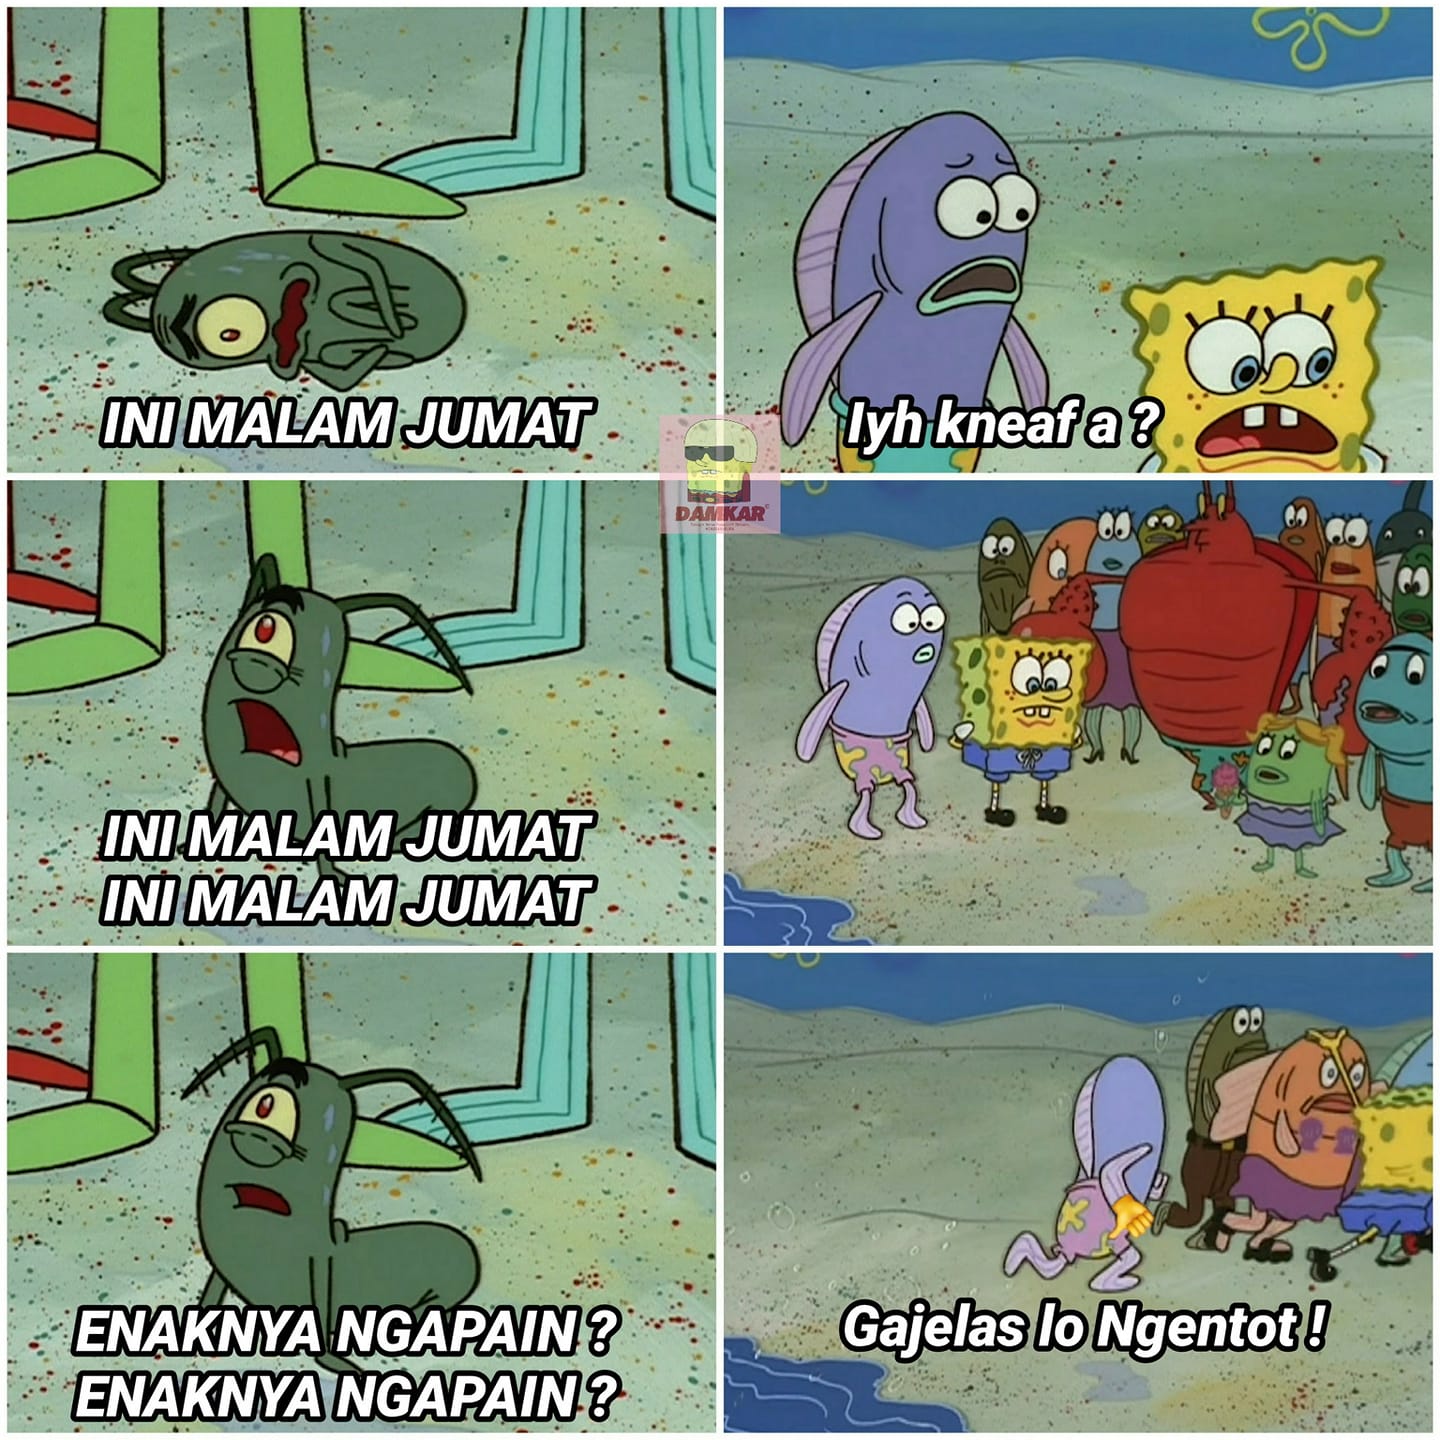 INI MALAM JUMAT
Iyh kneaf a ?
DAMKAR
INI MALAM JUMAT
INI MALAM JUMAT
ENAKNYA NGAPAIN ?
ENAKNYA NGAPAIN ?
Gajelas lo Ngentot !